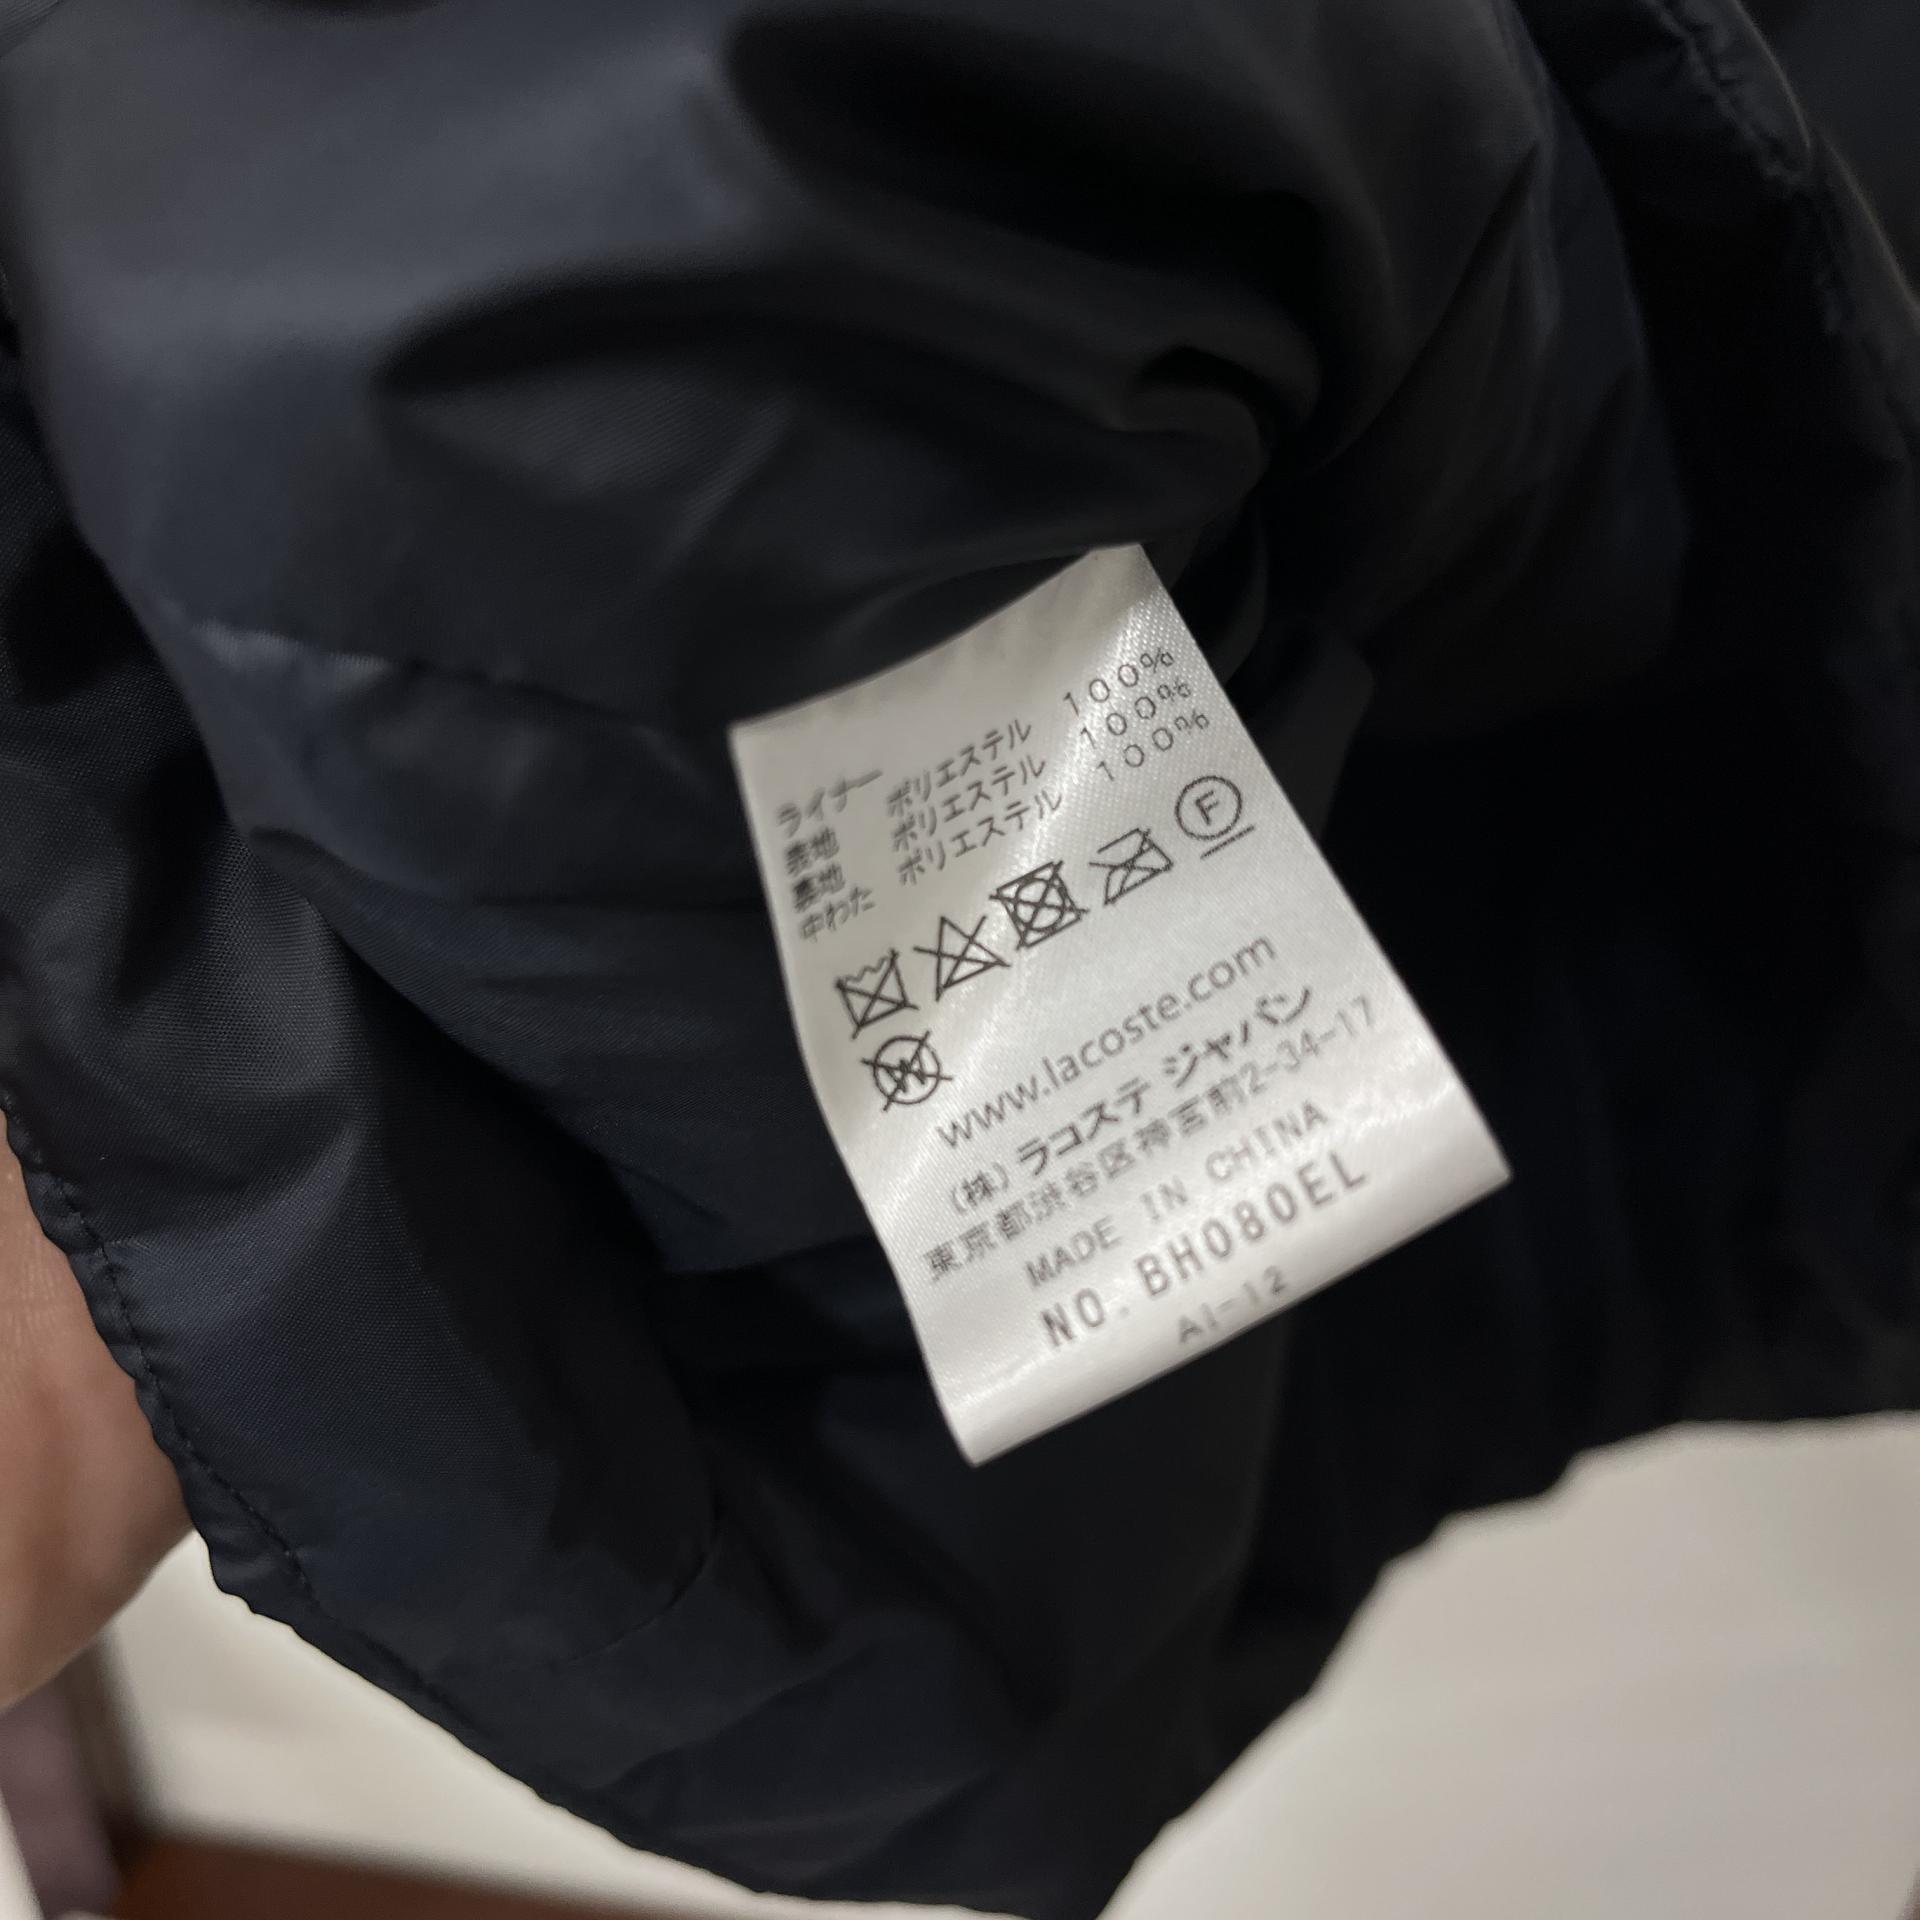 ライナー
表地 ポリエステル 100%
裏地 ポリエステル 100%
中わた ポリエステル 100%
F
W
www.lacoste.com
(株) ラコステ ジャパン
東京都渋谷区神宮前2-34-17
MADE IN CHINA
NO. BH080EL
AI-12